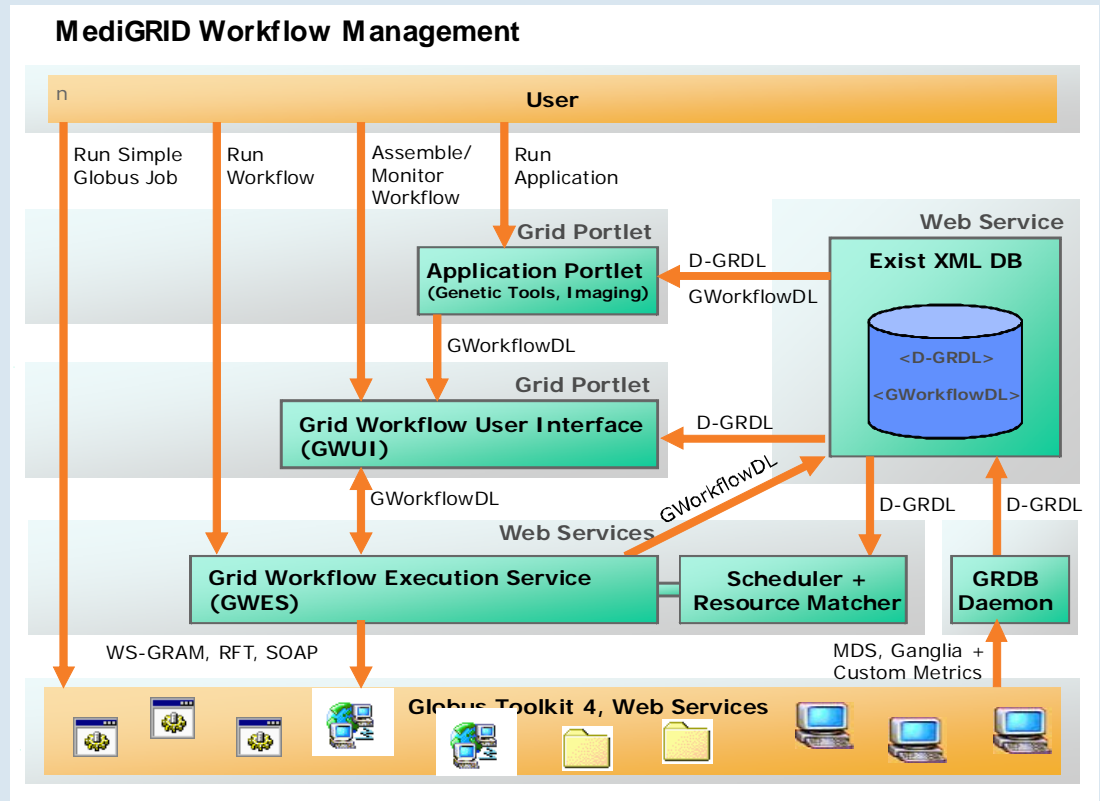 MediGRID Workflow Management
n
User
Run Simple
Globus Job
Run
Workflow
Assemble/
Monitor
Workflow
Run
Application
Grid Portlet
Application Portlet
(Genetic Tools, Imaging)
D-GRDL
GWorkflowDL
Web Service
Exist XML DB
<D-GRDL>
<GWorkflowDL>
GWorkflowDL
Grid Portlet
Grid Workflow User Interface
(GWUI)
D-GRDL
GWorkflowDL
GWorkflowDL
D-GRDL
D-GRDL
Web Services
Grid Workflow Execution Service
(GWES)
Scheduler +
Resource Matcher
GRDB
Daemon
WS-GRAM, RFT, SOAP
MDS, Ganglia +
Custom Metrics
Globus Toolkit 4, Web Services